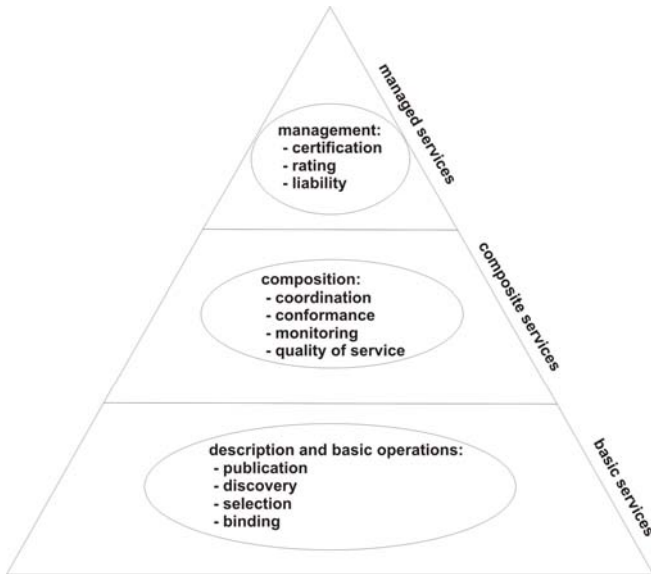 management:
- certification
- rating
- liability
managed services
composition:
- coordination
- conformance
- monitoring
- quality of service
composite services
description and basic operations:
- publication
- discovery
- selection
- binding
basic services